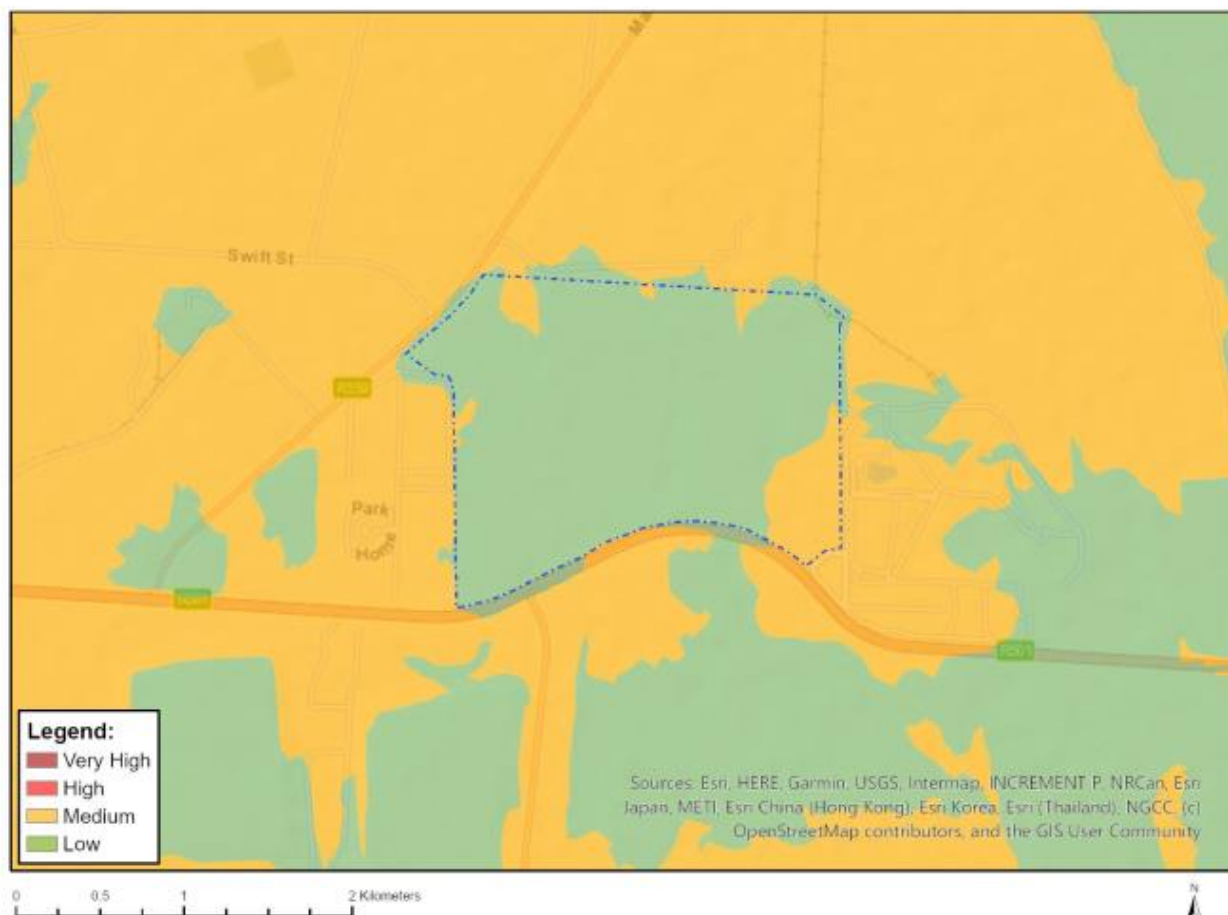 Ma
Swift St
Park
Home
Legend:
Very High
High
Medium
Low
Sources: Esri, HERE, Garmin, USGS, Intermap, INCREMENT P, NRCan, Esri
Japan, METI, Esri China (Hong Kong), Esri Korea, Esri (Thailand), NGCC, (c)
OpenStreetMap contributors, and the GIS User Community
0 0.5 1 2 Kilometers
N